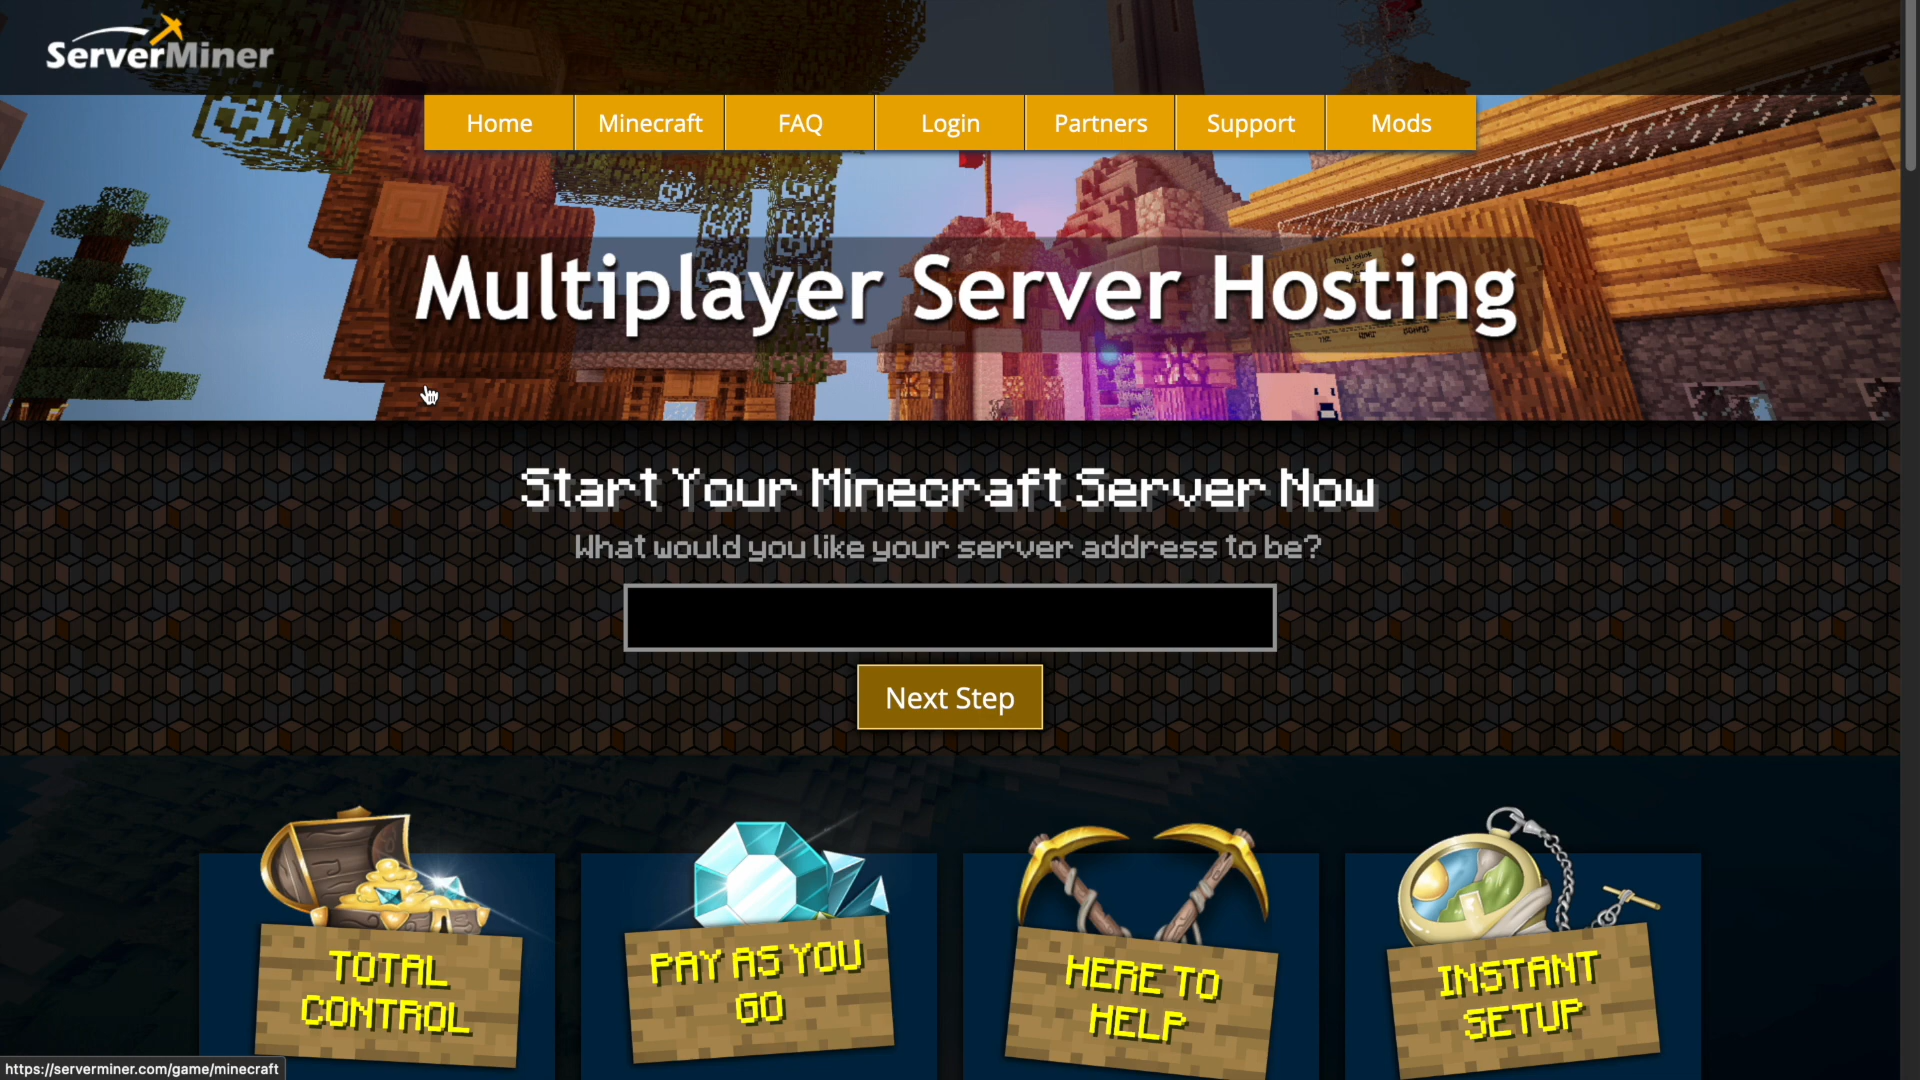 ServerMiner
Home Minecraft FAQ Login Partners Support Mods
Multiplayer Server Hosting
Start Your Minecraft Server Now
What would you like your server address to be?
Next Step
TOTAL
CONTROL
PAY AS YOU
GO
HERE TO
HELP
INSTANT
SETUP
https://serverminer.com/game/minecraft